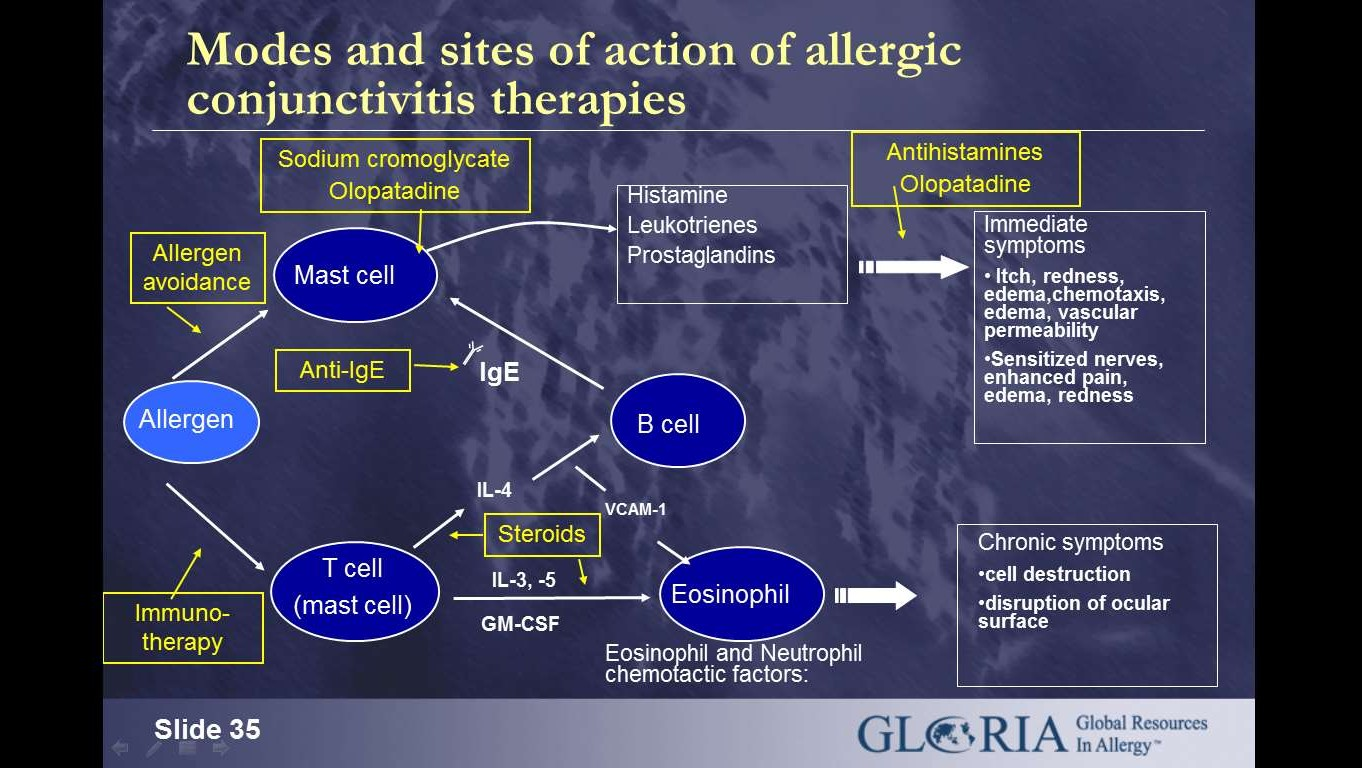 Modes and sites of action of allergic
conjunctivitis therapies
Sodium cromoglycate
Olopatadine
Antihistamines
Olopatadine
Histamine
Leukotrienes
Prostaglandins
Immediate
symptoms
• Itch, redness,
edema,chemotaxis,
edema, vascular
permeability
•Sensitized nerves,
enhanced pain,
edema, redness
Allergen
avoidance
Mast cell
Anti-IgE
IgE
Allergen
B cell
IL-4
VCAM-1
Steroids
T cell
(mast cell)
IL-3, -5
GM-CSF
Eosinophil
Eosinophil and Neutrophil
chemotactic factors:
Chronic symptoms
•cell destruction
•disruption of ocular
surface
Immuno-
therapy
Slide 35
GLORIA
Global Resources
In Allergy™